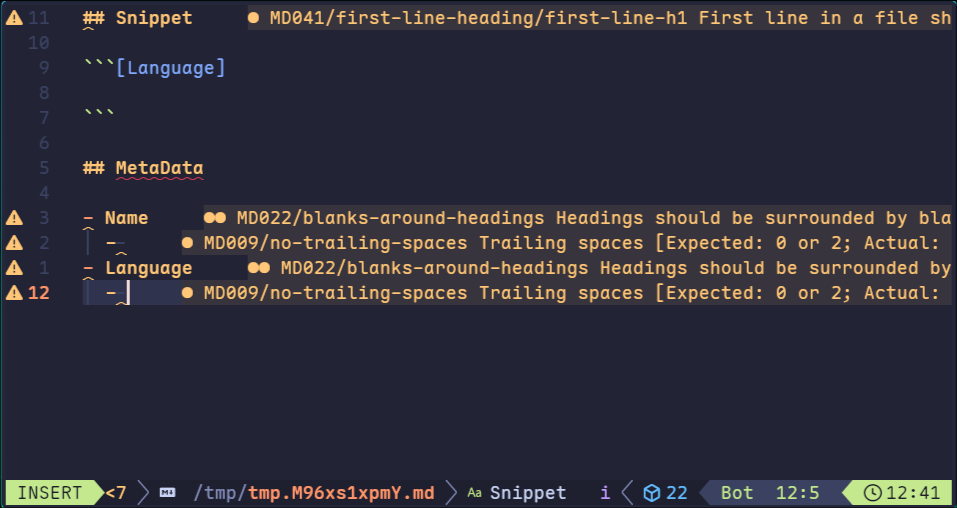 11 ## Snippet ● MD041/first-line-heading/first-line-h1 First line in a file sh
10
9 ```[Language]
8
7 ```
6
5 ## MetaData
4
3 - Name ●● MD022/blanks-around-headings Headings should be surrounded by bla
2 - ● MD009/no-trailing-spaces Trailing spaces [Expected: 0 or 2; Actual:
1 - Language ●● MD022/blanks-around-headings Headings should be surrounded by
12 - ● MD009/no-trailing-spaces Trailing spaces [Expected: 0 or 2; Actual:
INSERT <7 M↓ /tmp/tmp.M96xs1xpmY.md Aa Snippet i 22 Bot 12:5 12:41